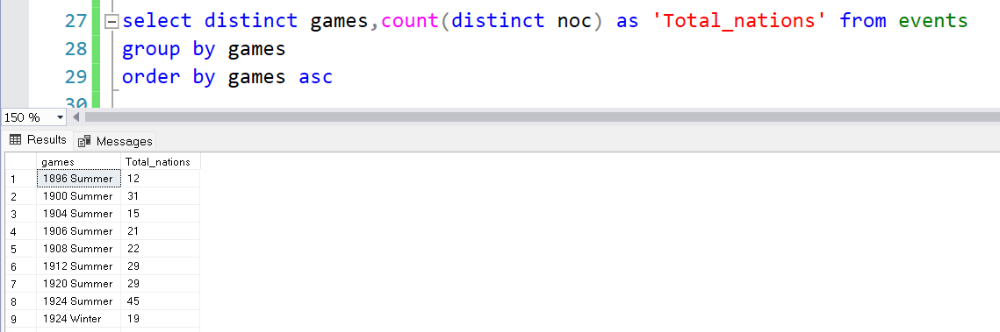 27 select distinct games,count(distinct noc) as 'Total_nations' from events
28 group by games
29 order by games asc
30
150 %
Results Messages
games Total_nations
1 1896 Summer 12
2 1900 Summer 31
3 1904 Summer 15
4 1906 Summer 21
5 1908 Summer 22
6 1912 Summer 29
7 1920 Summer 29
8 1924 Summer 45
9 1924 Winter 19